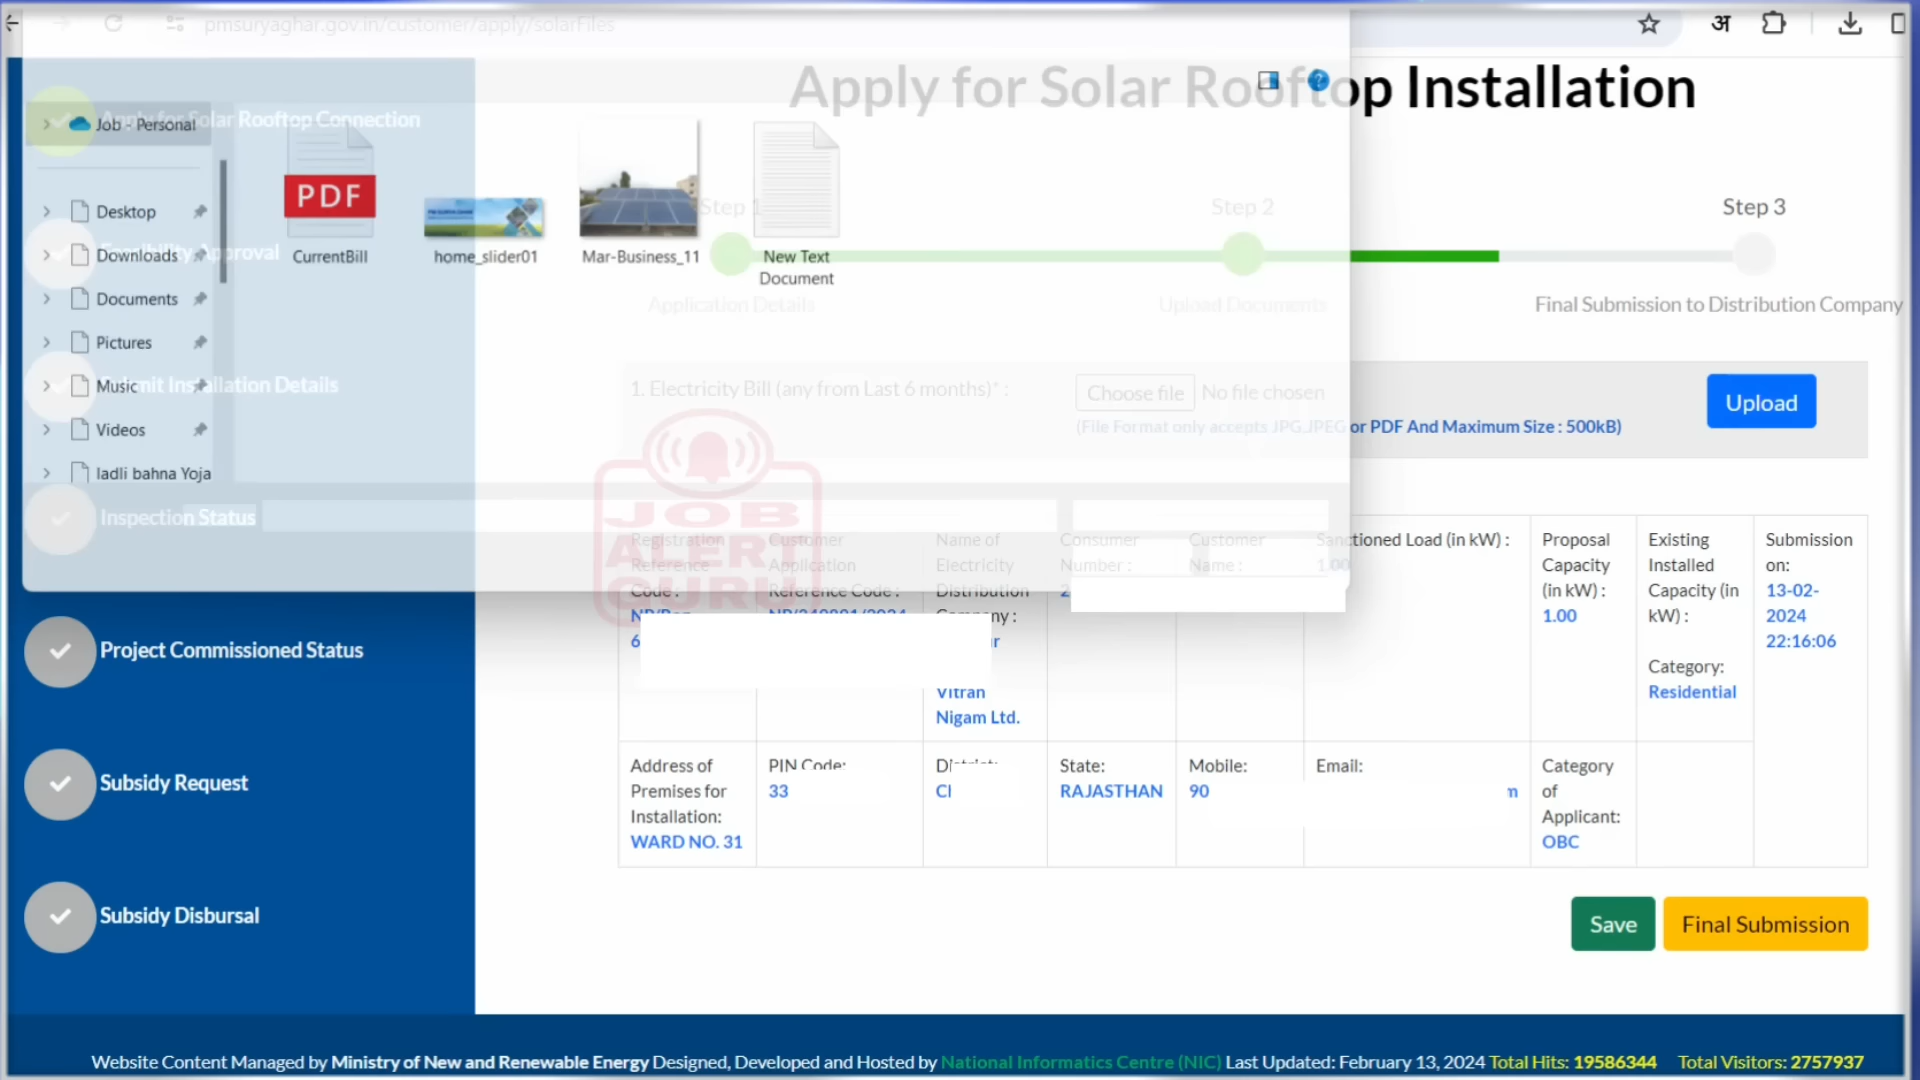 pmsuryaghar.gov.in/customer/apply/solarFiles
अ
Apply for Solar Rooftop Installation
Apply for Solar Rooftop Connection
Job - Personal
Desktop
Downloads
Documents
Pictures
Music
Videos
ladli bahna Yoja
PDF
CurrentBill
home_slider01
Mar-Business_11
New Text
Document
Feasibility Approval
Submit Installation Details
Inspection Status
Project Commissioned Status
Subsidy Request
Subsidy Disbursal
Step 1
Step 2
Step 3
Application Details
Upload Documents
Final Submission to Distribution Company
1. Electricity Bill (any from Last 6 months)* :
Choose file No file chosen
(File Format only accepts JPG,JPEG or PDF And Maximum Size : 500kB)
Upload
JOB
ALERT
GURU
Registration
Reference
Code :
6
Customer
Application
Reference Code :
Name of
Electricity
Distribution
Vitran
Nigam Ltd.
Consumer
Number :
2
Customer
Name :
Sanctioned Load (in kW) :
1.00
Proposal
Capacity
(in kW) :
1.00
Existing
Installed
Capacity (in
kW) :
Category:
Residential
Submission
on:
13-02-
2024
22:16:06
Address of
Premises for
Installation:
WARD NO. 31
PIN Code:
33
State:
RAJASTHAN
Mobile:
90
Email:
m
Category
of
Applicant:
OBC
Save
Final Submission
Website Content Managed by Ministry of New and Renewable Energy Designed, Developed and Hosted by National Informatics Centre (NIC) Last Updated: February 13, 2024 Total Hits: 19586344 Total Visitors: 2757937